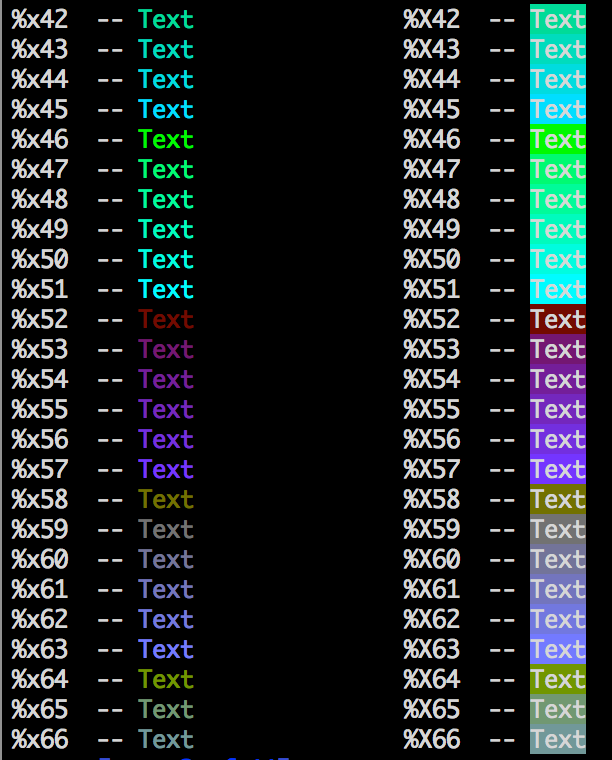 %x42 -- Text %X42 -- Text
%x43 -- Text %X43 -- Text
%x44 -- Text %X44 -- Text
%x45 -- Text %X45 -- Text
%x46 -- Text %X46 -- Text
%x47 -- Text %X47 -- Text
%x48 -- Text %X48 -- Text
%x49 -- Text %X49 -- Text
%x50 -- Text %X50 -- Text
%x51 -- Text %X51 -- Text
%x52 -- Text %X52 -- Text
%x53 -- Text %X53 -- Text
%x54 -- Text %X54 -- Text
%x55 -- Text %X55 -- Text
%x56 -- Text %X56 -- Text
%x57 -- Text %X57 -- Text
%x58 -- Text %X58 -- Text
%x59 -- Text %X59 -- Text
%x60 -- Text %X60 -- Text
%x61 -- Text %X61 -- Text
%x62 -- Text %X62 -- Text
%x63 -- Text %X63 -- Text
%x64 -- Text %X64 -- Text
%x65 -- Text %X65 -- Text
%x66 -- Text %X66 -- Text